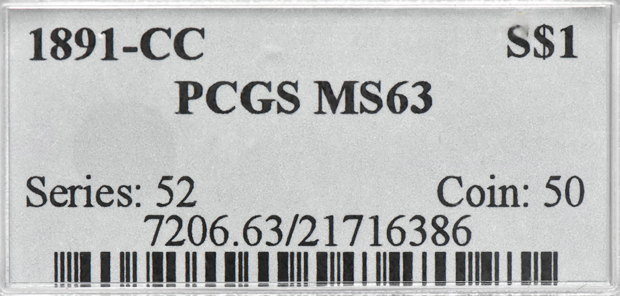 1891-CC S$1
PCGS MS63
Series: 52 Coin: 50
7206.63/21716386